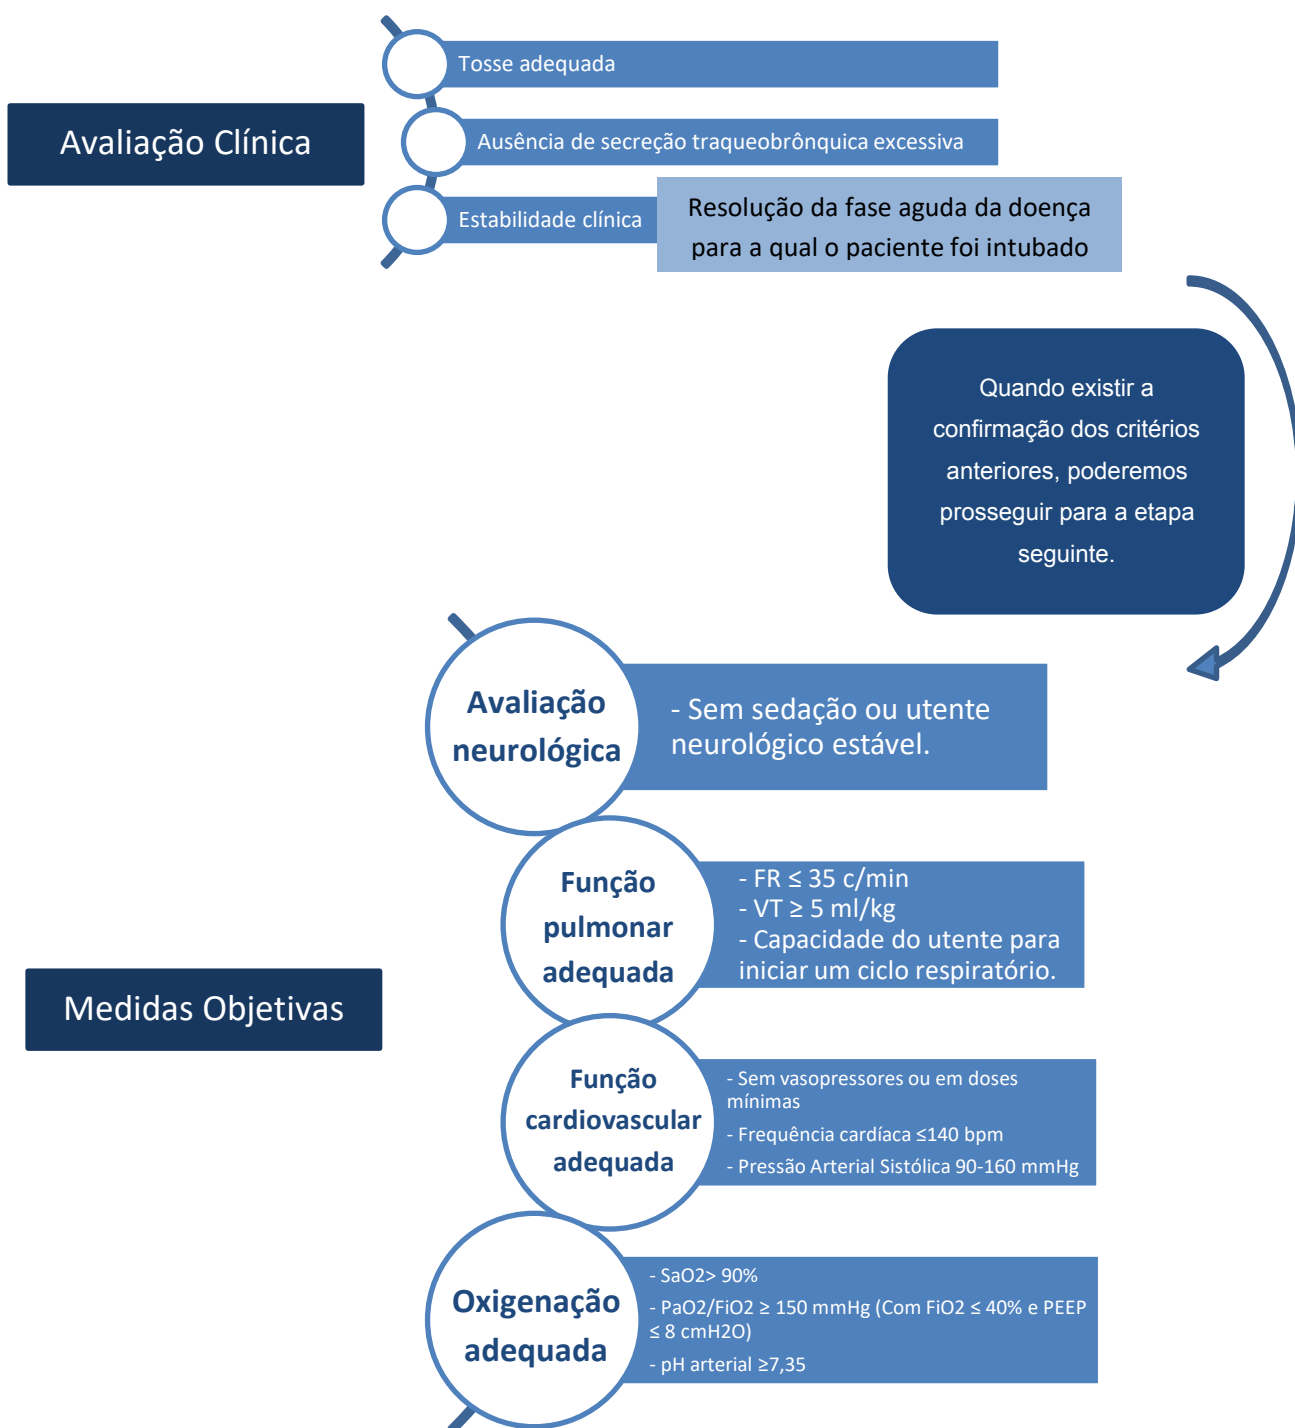 Avaliação Clínica
Tosse adequada
Ausência de secreção traqueobrônquica excessiva
Estabilidade clínica
Resolução da fase aguda da doença
para a qual o paciente foi intubado
Quando existir a
confirmação dos critérios
anteriores, poderemos
prosseguir para a etapa
seguinte.
Medidas Objetivas
Avaliação
neurológica
- Sem sedação ou utente
neurológico estável.
Função
pulmonar
adequada
- FR ≤ 35 c/min
- VT ≥ 5 ml/kg
- Capacidade do utente para
iniciar um ciclo respiratório.
Função
cardiovascular
adequada
- Sem vasopressores ou em doses
mínimas
- Frequência cardíaca ≤140 bpm
- Pressão Arterial Sistólica 90-160 mmHg
Oxigenação
adequada
- SaO2> 90%
- PaO2/FiO2 ≥ 150 mmHg (Com FiO2 ≤ 40% e PEEP
≤ 8 cmH2O)
- pH arterial ≥7,35